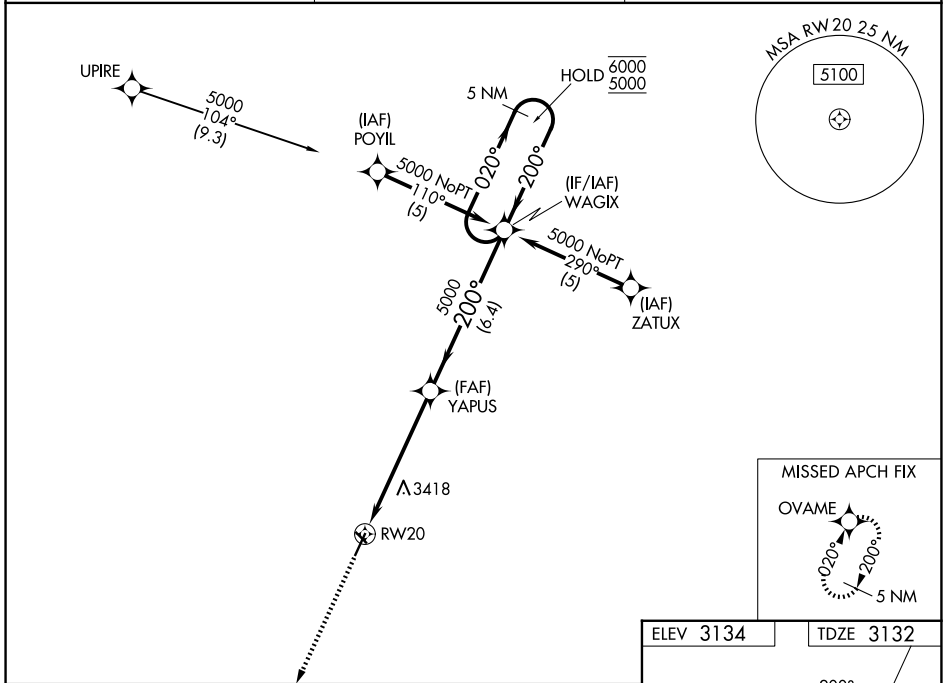 MSA RW20 25 NM
5100
UPIRE
5000
104°
(9.3)
(IAF)
POYIL
5000 NoPT
110°
(5)
5 NM
HOLD
6000
5000
020°
200°
(IF/IAF)
WAGIX
5000 NoPT
290°
(5)
(IAF)
ZATUX
5000
200°
(6.4)
(FAF)
YAPUS
3418
RW20
MISSED APCH FIX
OVAME
020°
200°
5 NM
ELEV 3134
TDZE 3132